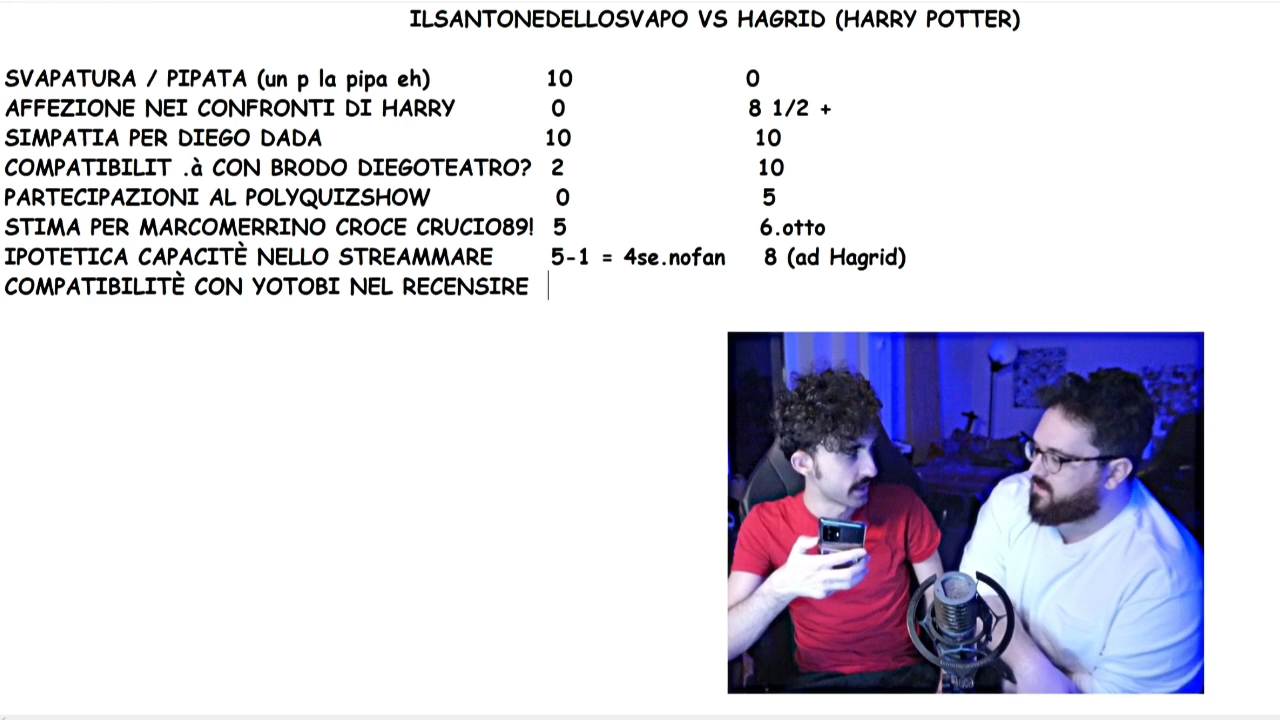 ILSANTONEDELLOSVAPO VS HAGRID (HARRY POTTER)
SVAPATURA / PIPATA (un p la pipa eh) 10 0
AFFEZIONE NEI CONFRONTI DI HARRY 0 8 1/2 +
SIMPATIA PER DIEGO DADA 10 10
COMPATIBILIT .à CON BRODO DIEGOTEATRO? 2 10
PARTECIPAZIONI AL POLYQUIZSHOW 0 5
STIMA PER MARCOMERRINO CROCE CRUCIO89! 5 6.otto
IPOTETICA CAPACITÈ NELLO STREAMMARE 5-1 = 4se.nofan 8 (ad Hagrid)
COMPATIBILITÈ CON YOTOBI NEL RECENSIRE